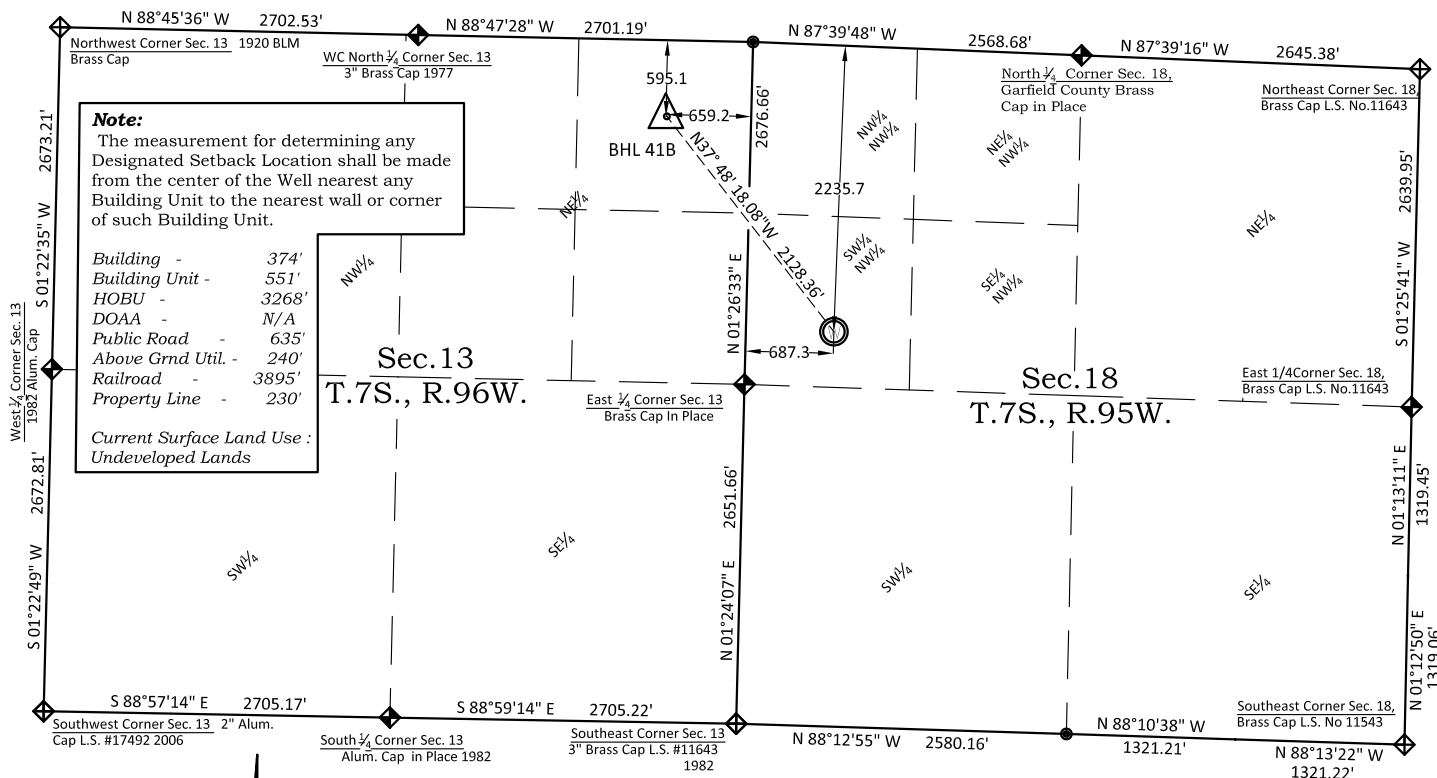 N 88°45'36" W 2702.53'
N 88°47'28" W 2701.19'
N 87°39'48" W 2568.68'
N 87°39'16" W 2645.38'
Northwest Corner Sec. 13 1920 BLM
Brass Cap
WC North ¼ Corner Sec. 13
3" Brass Cap 1977
North ¼ Corner Sec. 18,
Garfield County Brass
Cap in Place
Northeast Corner Sec. 18,
Brass Cap L.S. No.11643
595.1
659.2
BHL 41B
2676.66'
N37° 48' 18.08"W 2128.36'
2235.7
687.3
NW¼
NW¼
NE¼
NW¼
SW¼
NW¼
SE¼
NW¼
NE¼
NE¼
NW¼
2673.21'
S 01°22'35" W
2639.95'
N 01°25'41" W
N 01°26'33" E
Note:
The measurement for determining any
Designated Setback Location shall be made
from the center of the Well nearest any
Building Unit to the nearest wall or corner
of such Building Unit.
Building - 374'
Building Unit - 551'
HOBU - 3268'
DOAA - N/A
Public Road - 635'
Above Grnd Util. - 240'
Railroad - 3895'
Property Line - 230'
Current Surface Land Use :
Undeveloped Lands
West ¼ Corner Sec. 13
1982 Alum. Cap
Sec.13
T.7S., R.96W.
East ¼ Corner Sec. 13
Brass Cap In Place
Sec.18
T.7S., R.95W.
East 1/4Corner Sec. 18,
Brass Cap L.S. No.11643
2672.81'
S 01°22'49" W
2651.66'
N 01°24'07" E
N 01°13'11" E
1319.45'
N 01°12'50" E
1319.06'
SW¼
SE¼
SW¼
SE¼
S 88°57'14" E 2705.17'
S 88°59'14" E 2705.22'
N 88°12'55" W 2580.16'
N 88°10'38" W
1321.21'
N 88°13'22" W
1321.22'
Southwest Corner Sec. 13 2" Alum.
Cap L.S. #17492 2006
South ¼ Corner Sec. 13
Alum. Cap in Place 1982
Southeast Corner Sec. 13
3" Brass Cap L.S. #11643
1982
Southeast Corner Sec. 18,
Brass Cap L.S. No 11543